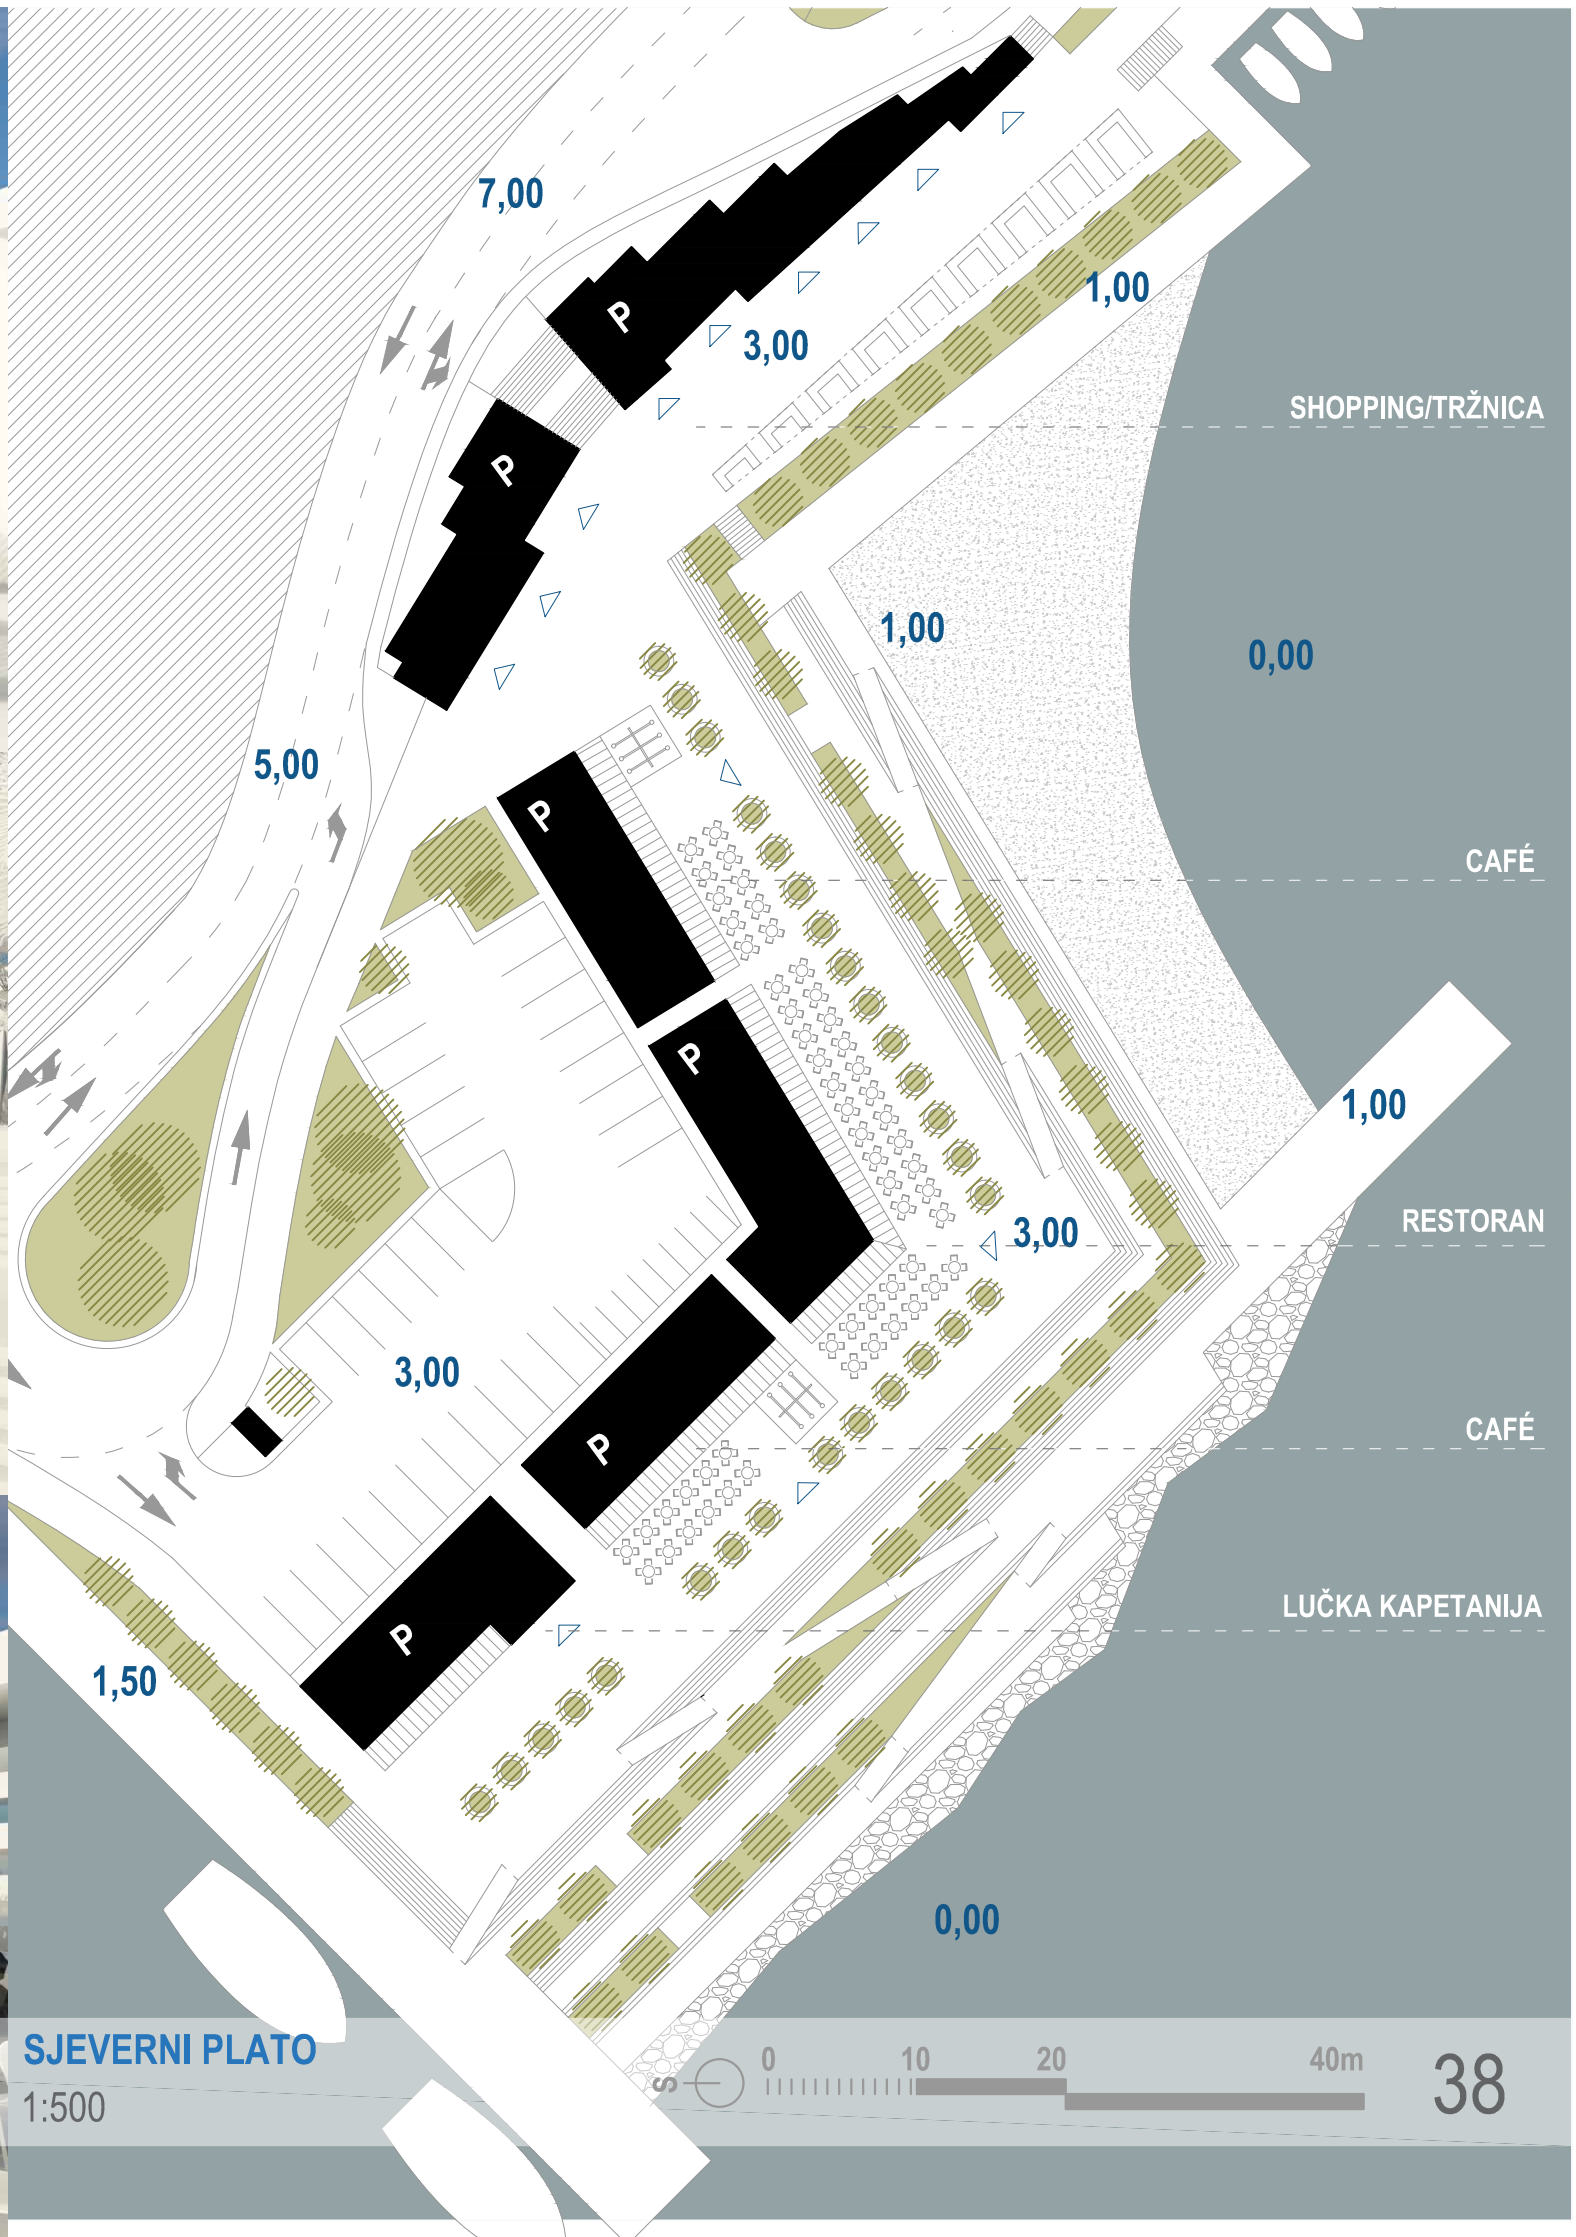 7,00
P
1,00
3,00
SHOPPING/TRŽNICA
P
1,00
0,00
5,00
P
CAFÉ
P
1,00
RESTORAN
3,00
3,00
P
CAFÉ
LUČKA KAPETANIJA
P
1,50
0,00
SJEVERNI PLATO
1:500
S
0 10 20 40m
38